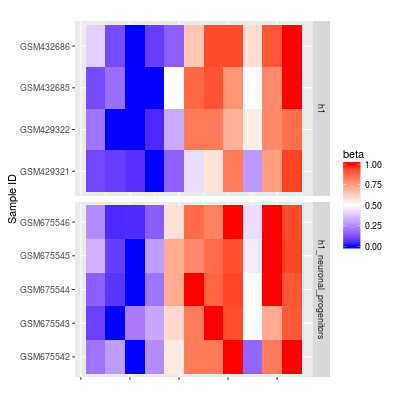 GSM432686
GSM432685
GSM429322
GSM429321
h1
GSM675546
GSM675545
GSM675544
GSM675543
GSM675542
h1_neuronal_progenitors
Sample ID
beta
1.00
0.75
0.50
0.25
0.00